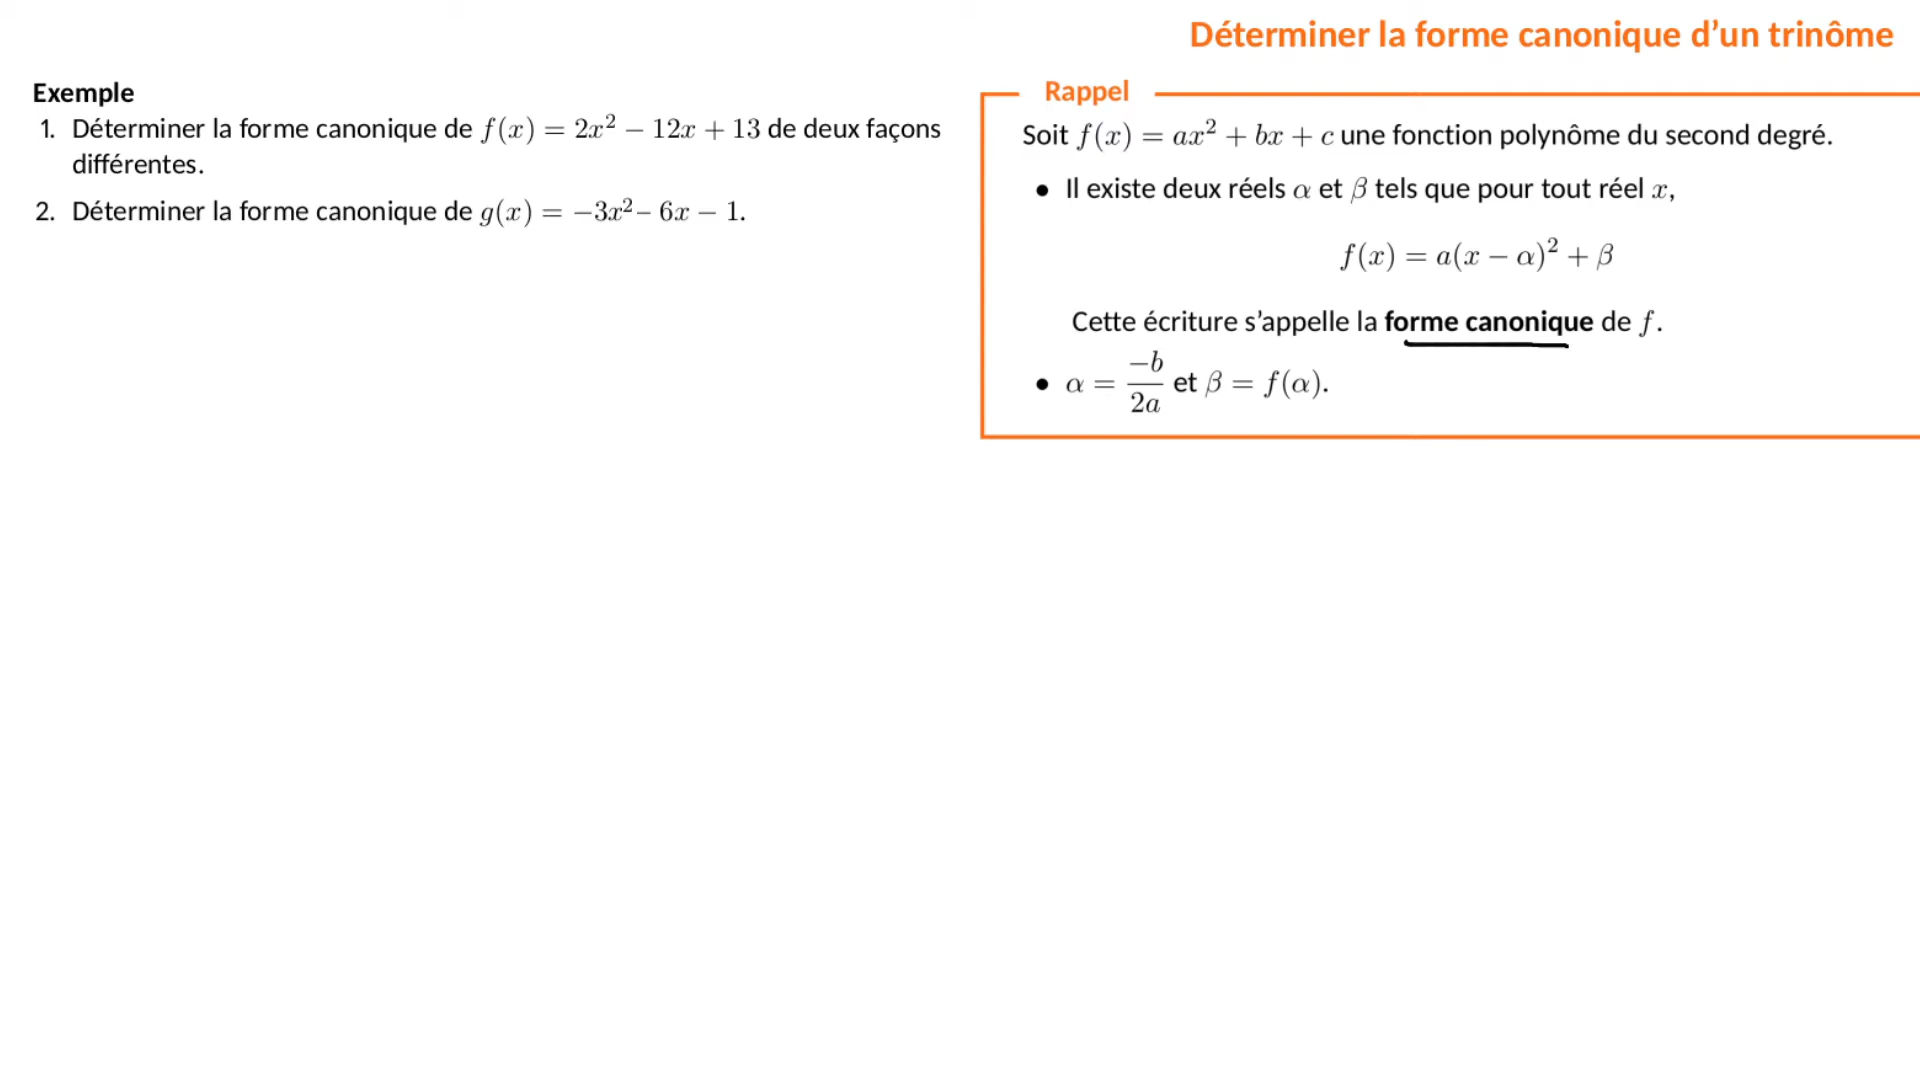 Déterminer la forme canonique d'un trinôme
Exemple
1. Déterminer la forme canonique de f(x) = 2x² − 12x + 13 de deux façons
différentes.
2. Déterminer la forme canonique de g(x) = −3x²– 6x − 1.
Rappel
Soit f(x) = ax² + bx + c une fonction polynôme du second degré.
• Il existe deux réels α et β tels que pour tout réel x,
f(x) = a(x − α)² + β
Cette écriture s'appelle la forme canonique de f.
• α = −b/2a et β = f(α).